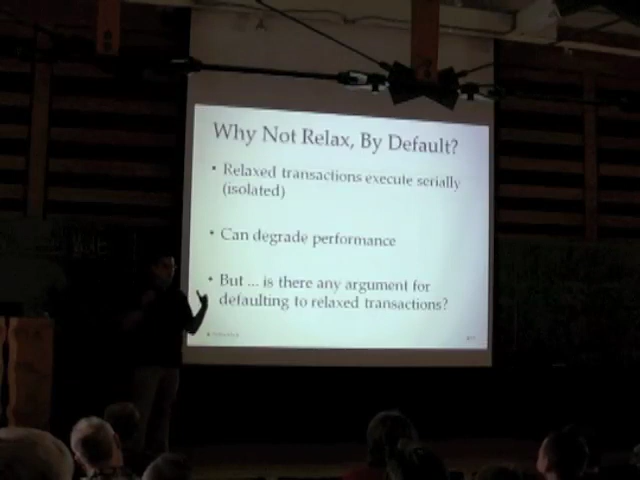 Why Not Relax, By Default?
• Relaxed transactions execute serially
(isolated)
• Can degrade performance
• But ... is there any argument for
defaulting to relaxed transactions?